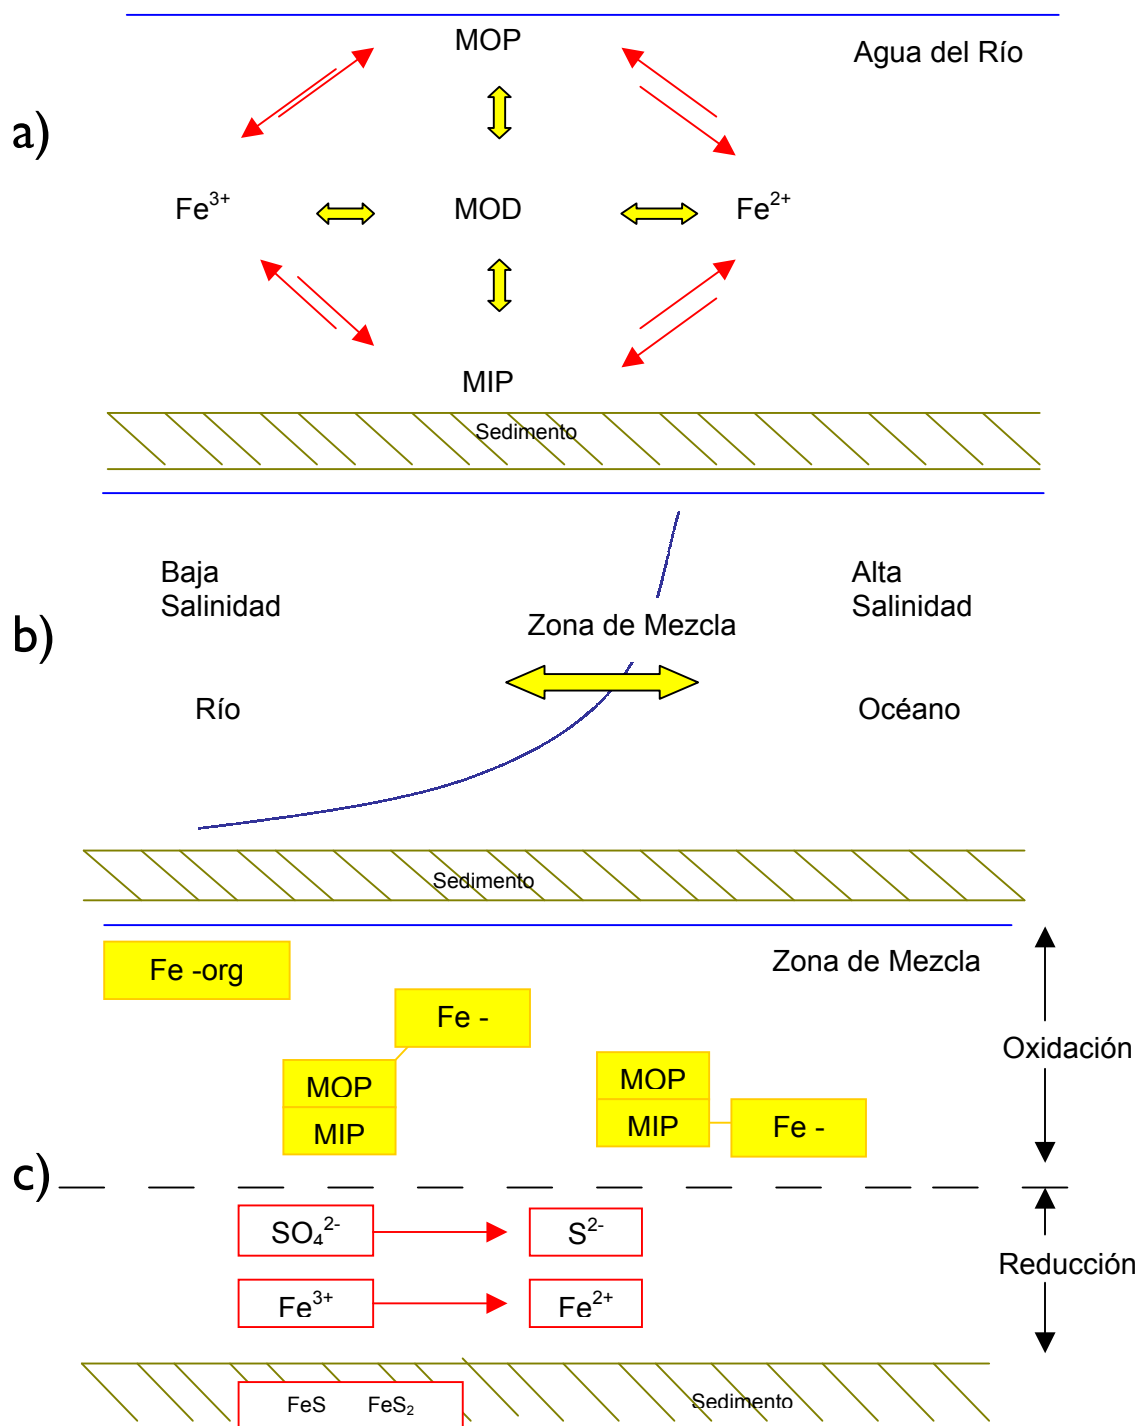 MOP
Agua del Río
a)
Fe3+
MOD
Fe2+
MIP
Sedimento
Baja
Salinidad
Alta
Salinidad
b)
Zona de Mezcla
Río
Océano
Sedimento
Fe -org
Zona de Mezcla
Fe -
Oxidación
MOP
MIP
MOP
MIP
Fe -
c)
SO4 2-
S2-
Reducción
Fe3+
Fe2+
FeS FeS2
Sedimento